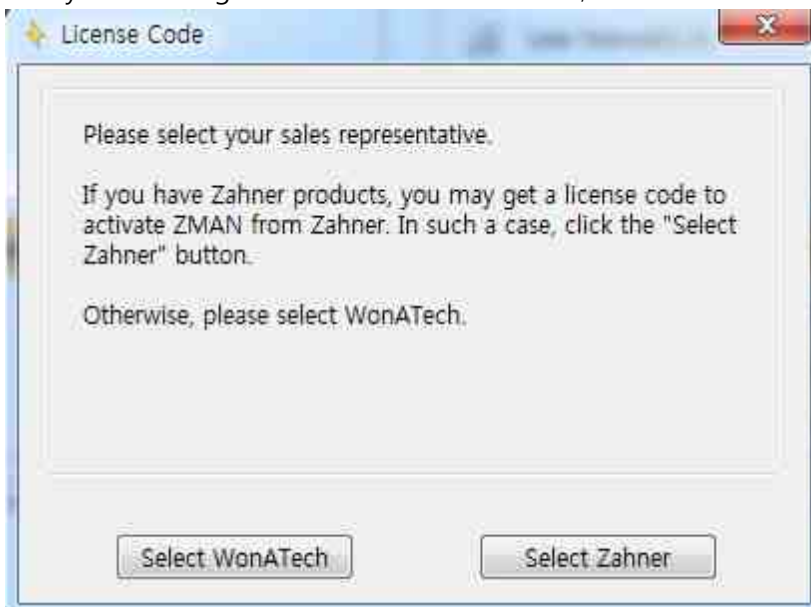 License Code
Please select your sales representative.
If you have Zahner products, you may get a license code to
activate ZMAN from Zahner. In such a case, click the "Select
Zahner" button.
Otherwise, please select WonATech.
Select WonATech
Select Zahner